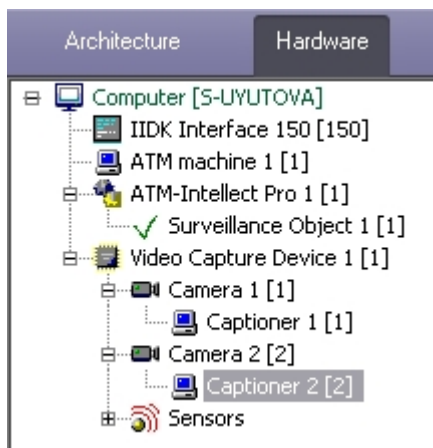 Architecture Hardware
Computer [S-UYUTOVA]
IIDK Interface 150 [150]
ATM machine 1 [1]
ATM-Intellect Pro 1 [1]
Surveillance Object 1 [1]
Video Capture Device 1 [1]
Camera 1 [1]
Captioner 1 [1]
Camera 2 [2]
Captioner 2 [2]
Sensors